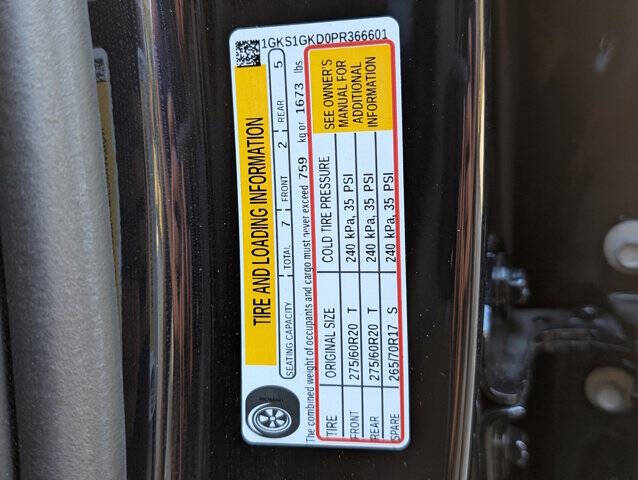 1GKS1GKD0PR366601
TIRE AND LOADING INFORMATION
SEATING CAPACITY TOTAL 7 FRONT 2 REAR 5
The combined weight of occupants and cargo must never exceed 759 kg or 1673 lbs.
TIRE ORIGINAL SIZE COLD TIRE PRESSURE
FRONT 275/60R20 T 240 kPa, 35 PSI
REAR 275/60R20 T 240 kPa, 35 PSI
SPARE 265/70R17 S 240 kPa, 35 PSI
SEE OWNER'S
MANUAL FOR
ADDITIONAL
INFORMATION